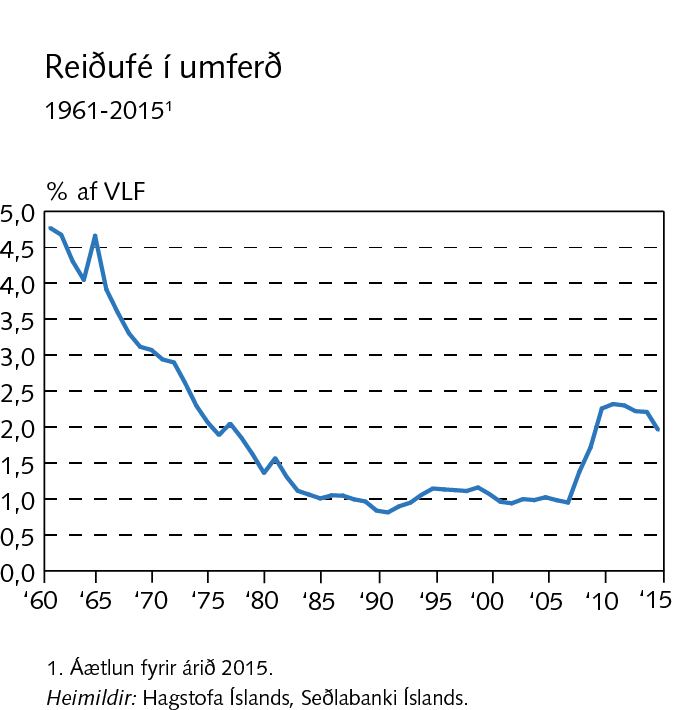 Reiðufé í umferð
1961-2015¹
% af VLF
5,0
4,5
4,0
3,5
3,0
2,5
2,0
1,5
1,0
0,5
0,0
‘60 ‘65 ‘70 ‘75 ‘80 ‘85 ‘90 ‘95 ‘00 ‘05 ‘10 ‘15
1. Áætlun fyrir árið 2015.
Heimildir: Hagstofa Íslands, Seðlabanki Íslands.